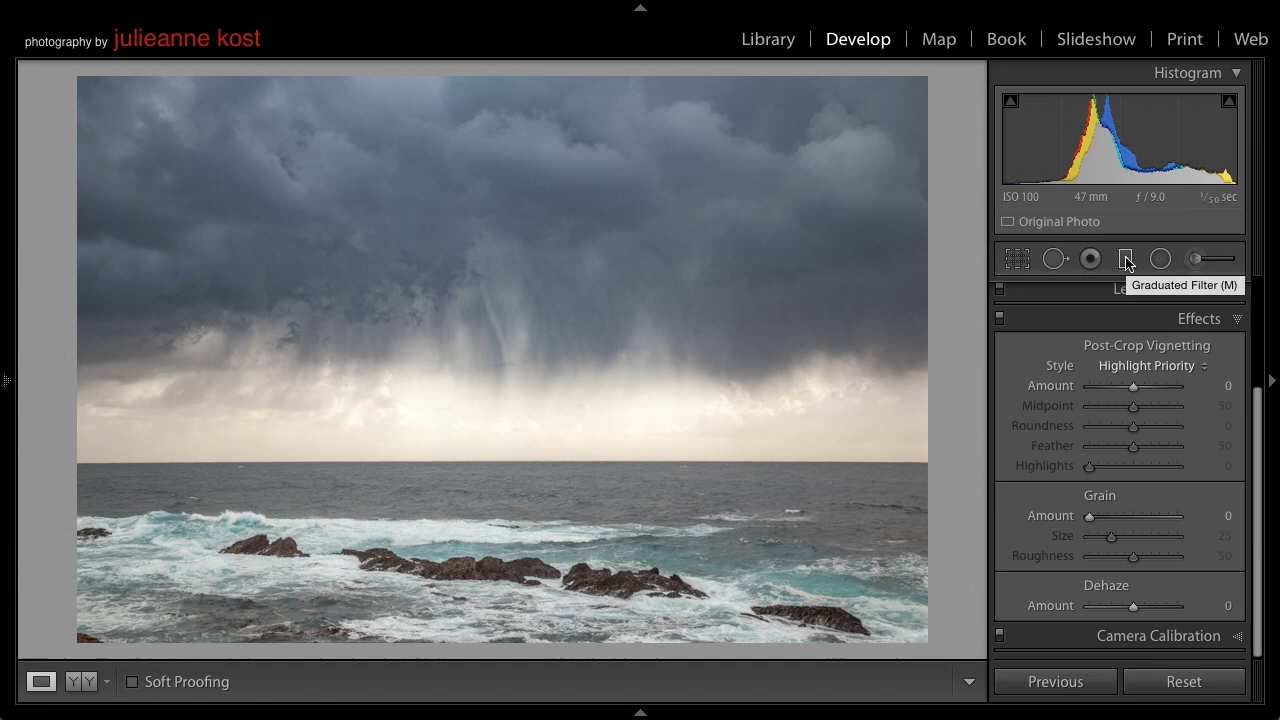 photography by julieanne kost
Library | Develop | Map | Book | Slideshow | Print | Web
Histogram
ISO 100 47 mm ƒ / 9.0 1/50 sec
Original Photo
Graduated Filter (M)
Effects
Post-Crop Vignetting
Style Highlight Priority
Amount 0
Midpoint 50
Roundness 0
Feather 50
Highlights 0
Grain
Amount 0
Size 25
Roughness 50
Dehaze
Amount 0
Camera Calibration
Y Y Soft Proofing
Previous Reset